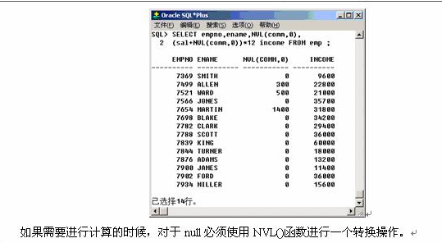 Oracle SQL*Plus
文件(F) 编辑(E) 搜索(S) 选项(O) 帮助(H)
SQL> SELECT empno,ename,NVL(comm,0),
2 (sal+NVL(comm,0))*12 income FROM emp ;
EMPNO ENAME NVL(COMM,0) INCOME
---------- ---------- ----------- ----------
7369 SMITH 0 9600
7499 ALLEN 300 22800
7521 WARD 500 21000
7566 JONES 0 35700
7654 MARTIN 1400 31800
7698 BLAKE 0 34200
7782 CLARK 0 29400
7788 SCOTT 0 36000
7839 KING 0 60000
7844 TURNER 0 18000
7876 ADAMS 0 13200
7900 JAMES 0 11400
7902 FORD 0 36000
7934 MILLER 0 15600
已选择14行。
如果需要进行计算的时候，对于 null 必须使用 NVL()函数进行一个转换操作。